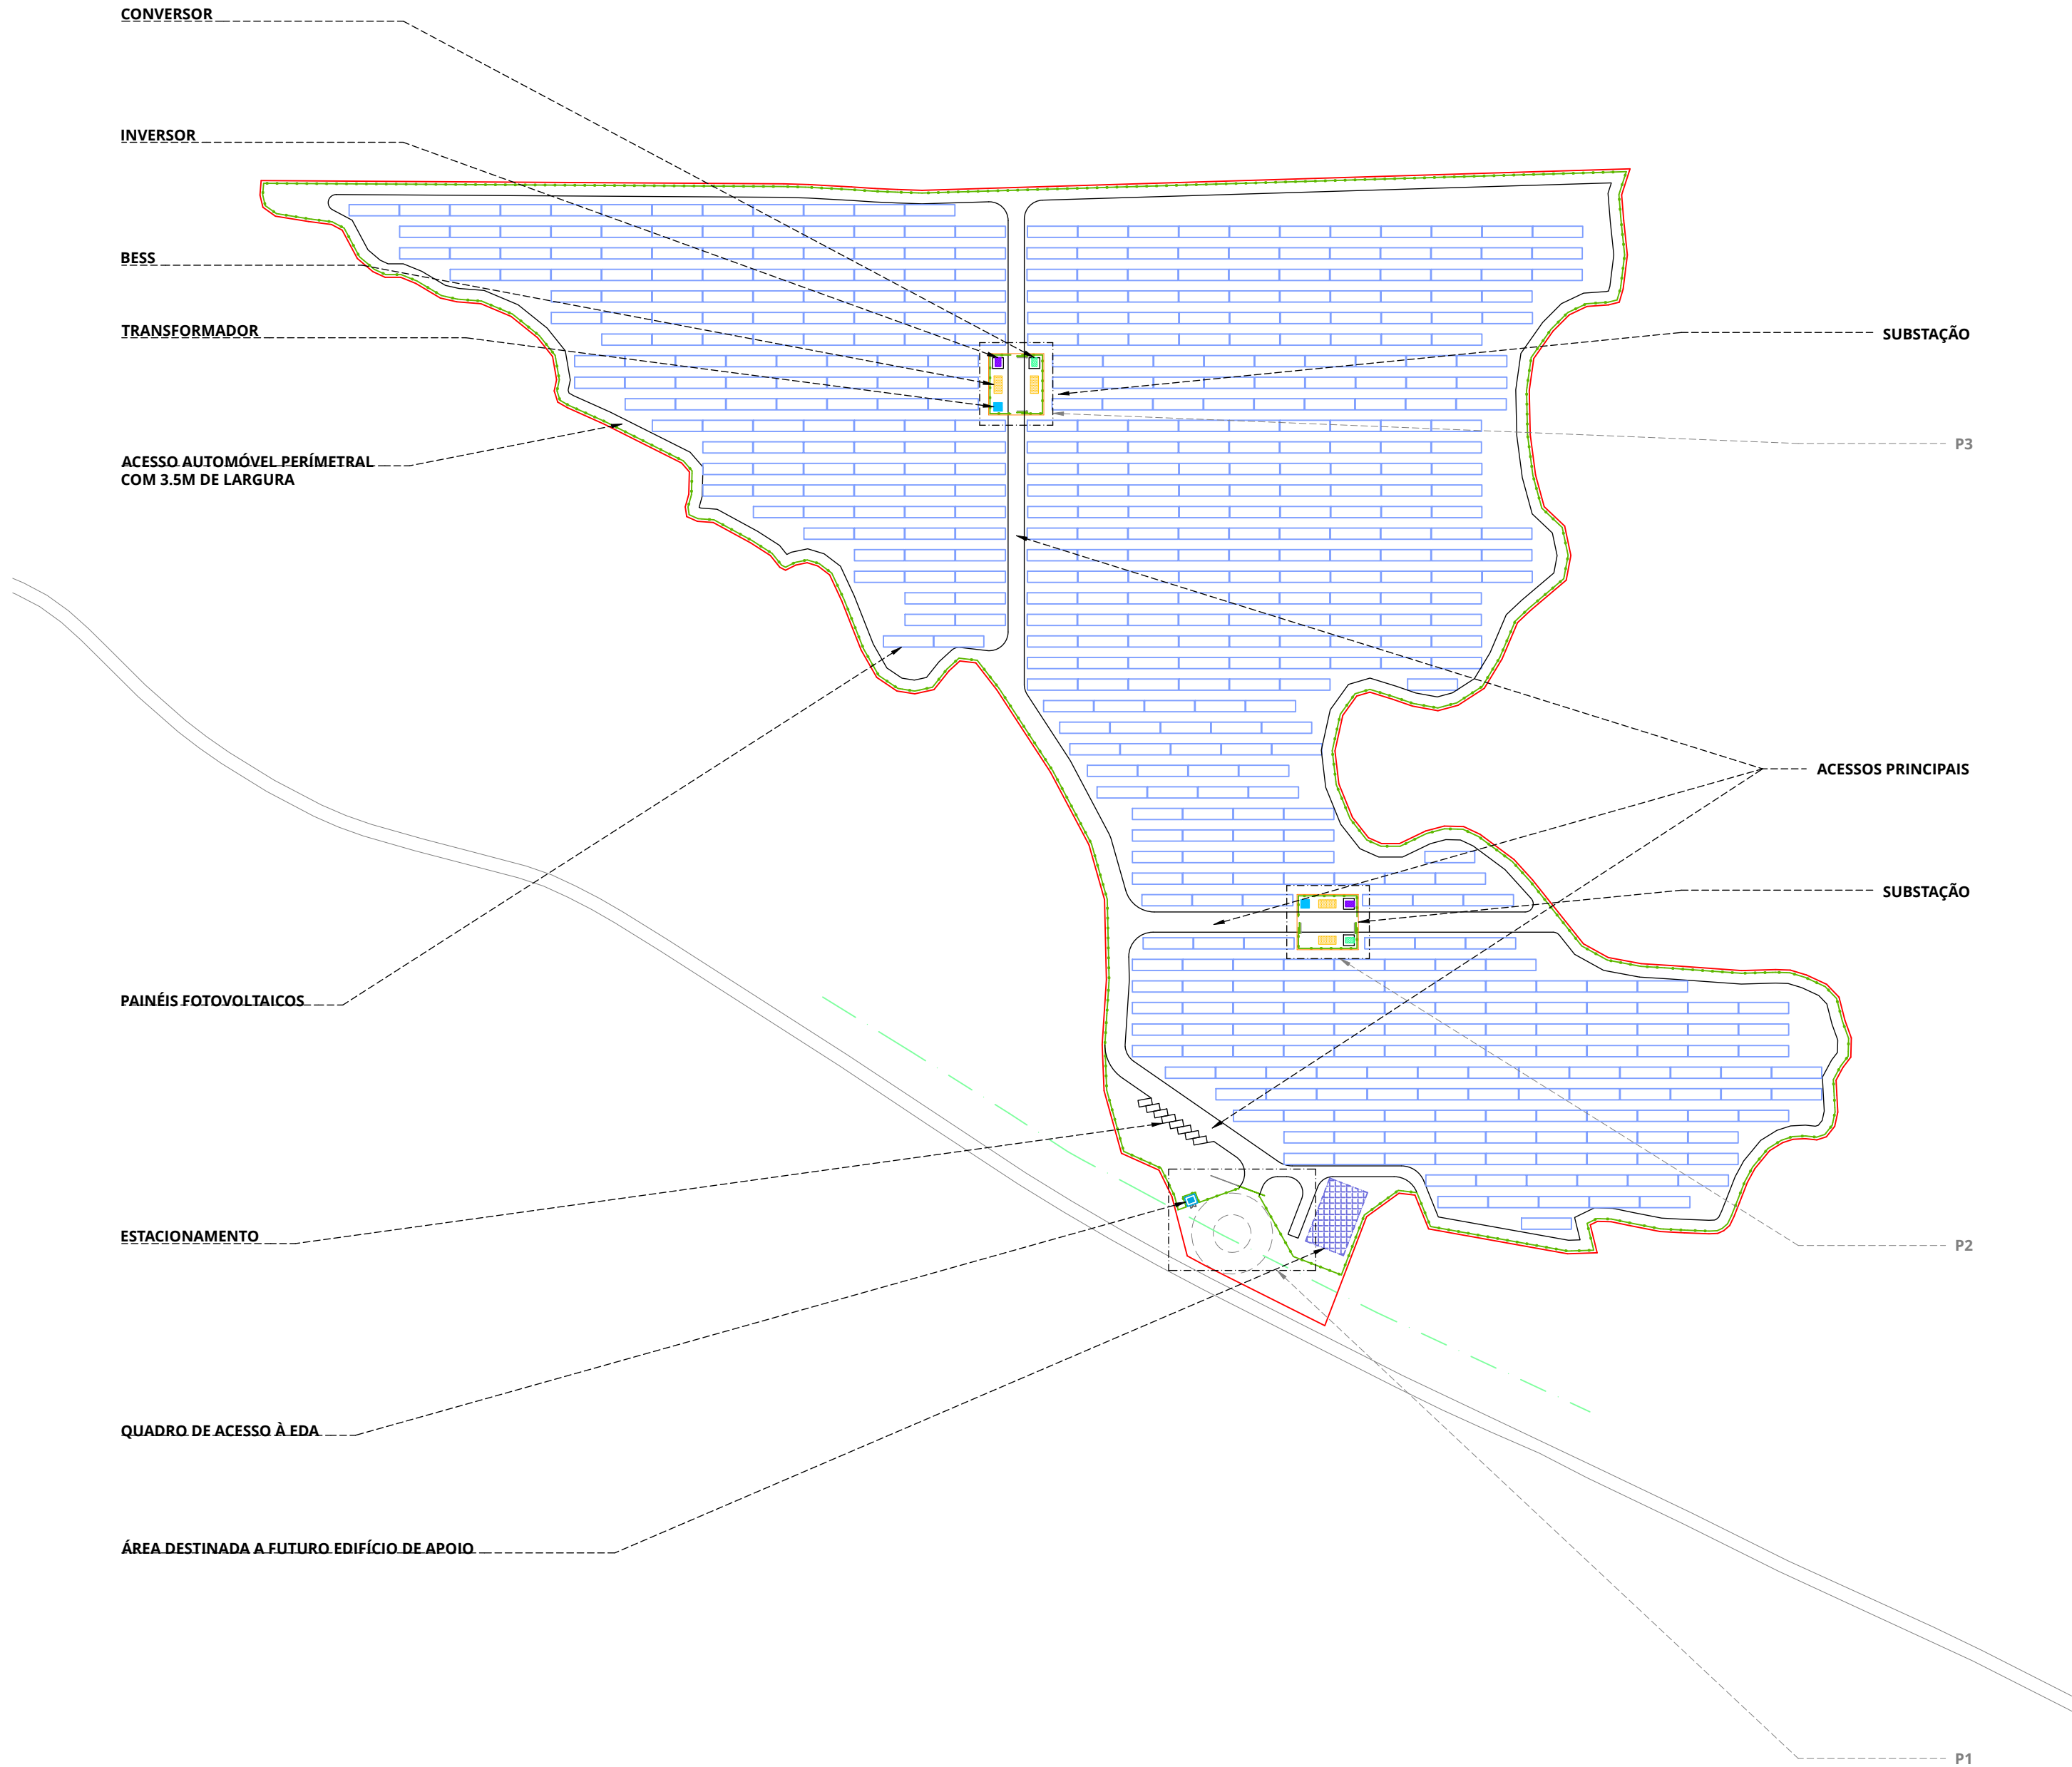 CONVERSOR
INVERSOR
BESS
TRANSFORMADOR
SUBSTAÇÃO
P3
ACESSO AUTOMÓVEL PERÍMETRAL
COM 3.5M DE LARGURA
ACESSOS PRINCIPAIS
SUBSTAÇÃO
PAINÉIS FOTOVOLTAICOS
ESTACIONAMENTO
P2
QUADRO DE ACESSO À EDA
ÁREA DESTINADA A FUTURO EDIFÍCIO DE APOIO
P1